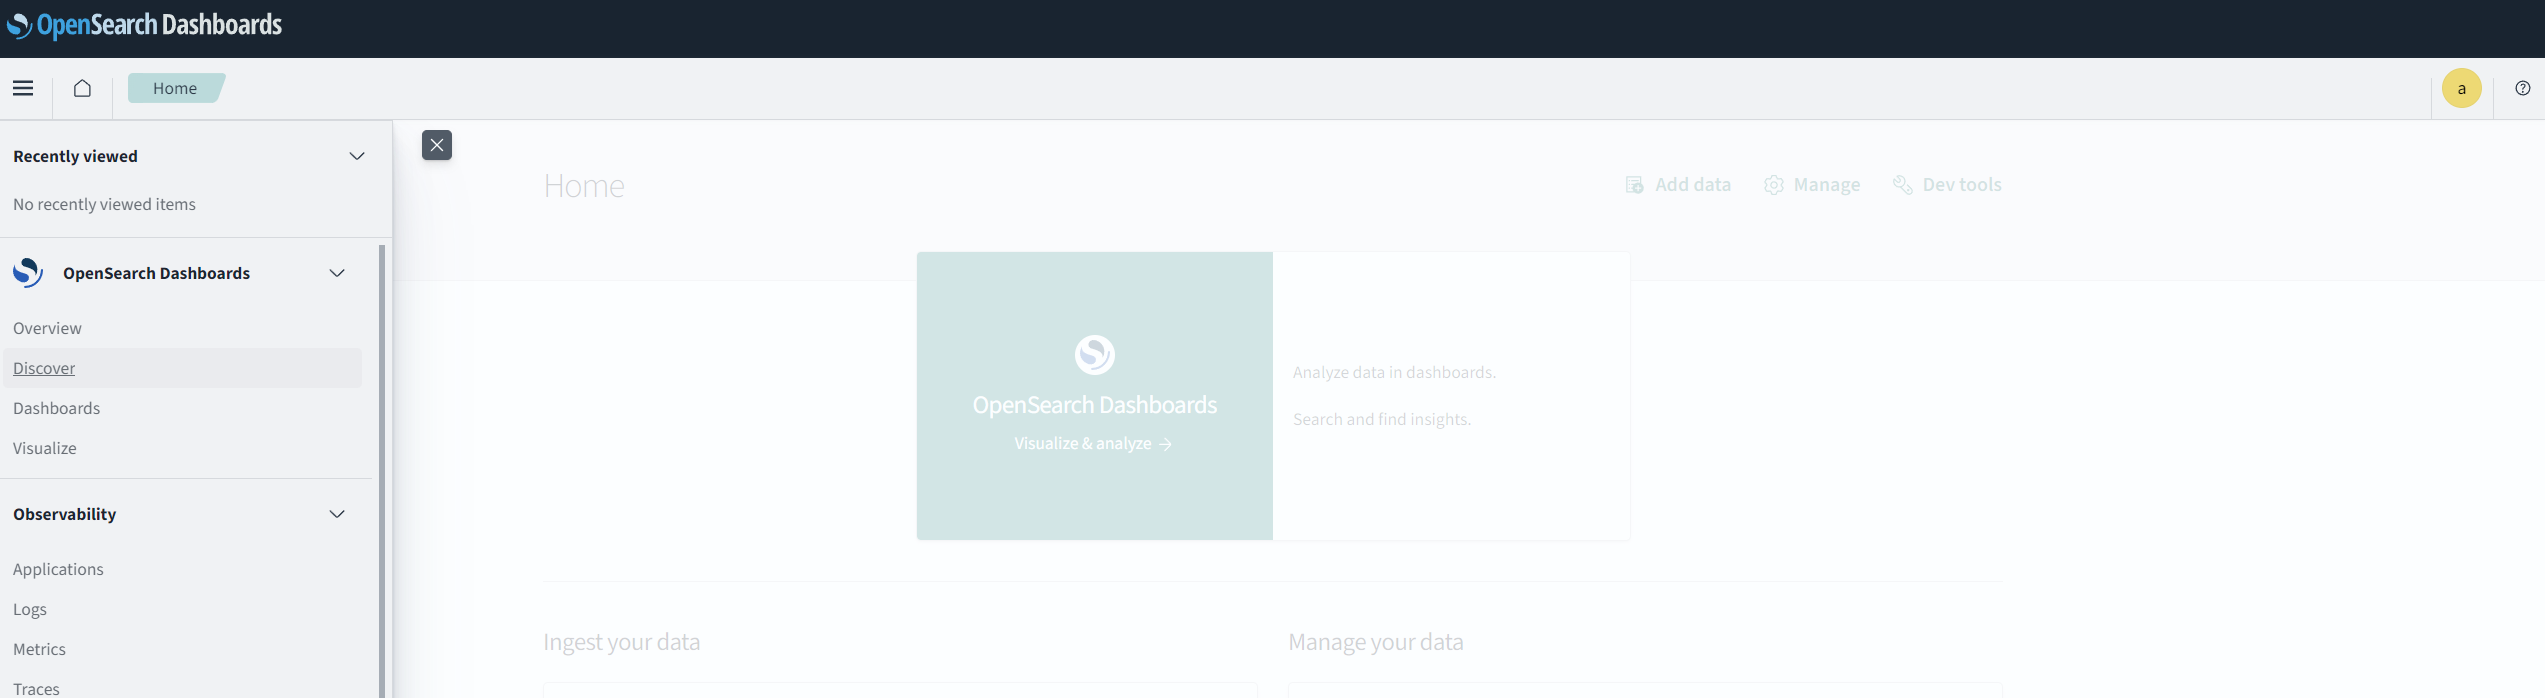 OpenSearch Dashboards
Home
a
Recently viewed
No recently viewed items
OpenSearch Dashboards
Overview
Discover
Dashboards
Visualize
Observability
Applications
Logs
Metrics
Traces
Home
Add data
Manage
Dev tools
OpenSearch Dashboards
Visualize & analyze →
Analyze data in dashboards.
Search and find insights.
Ingest your data
Manage your data